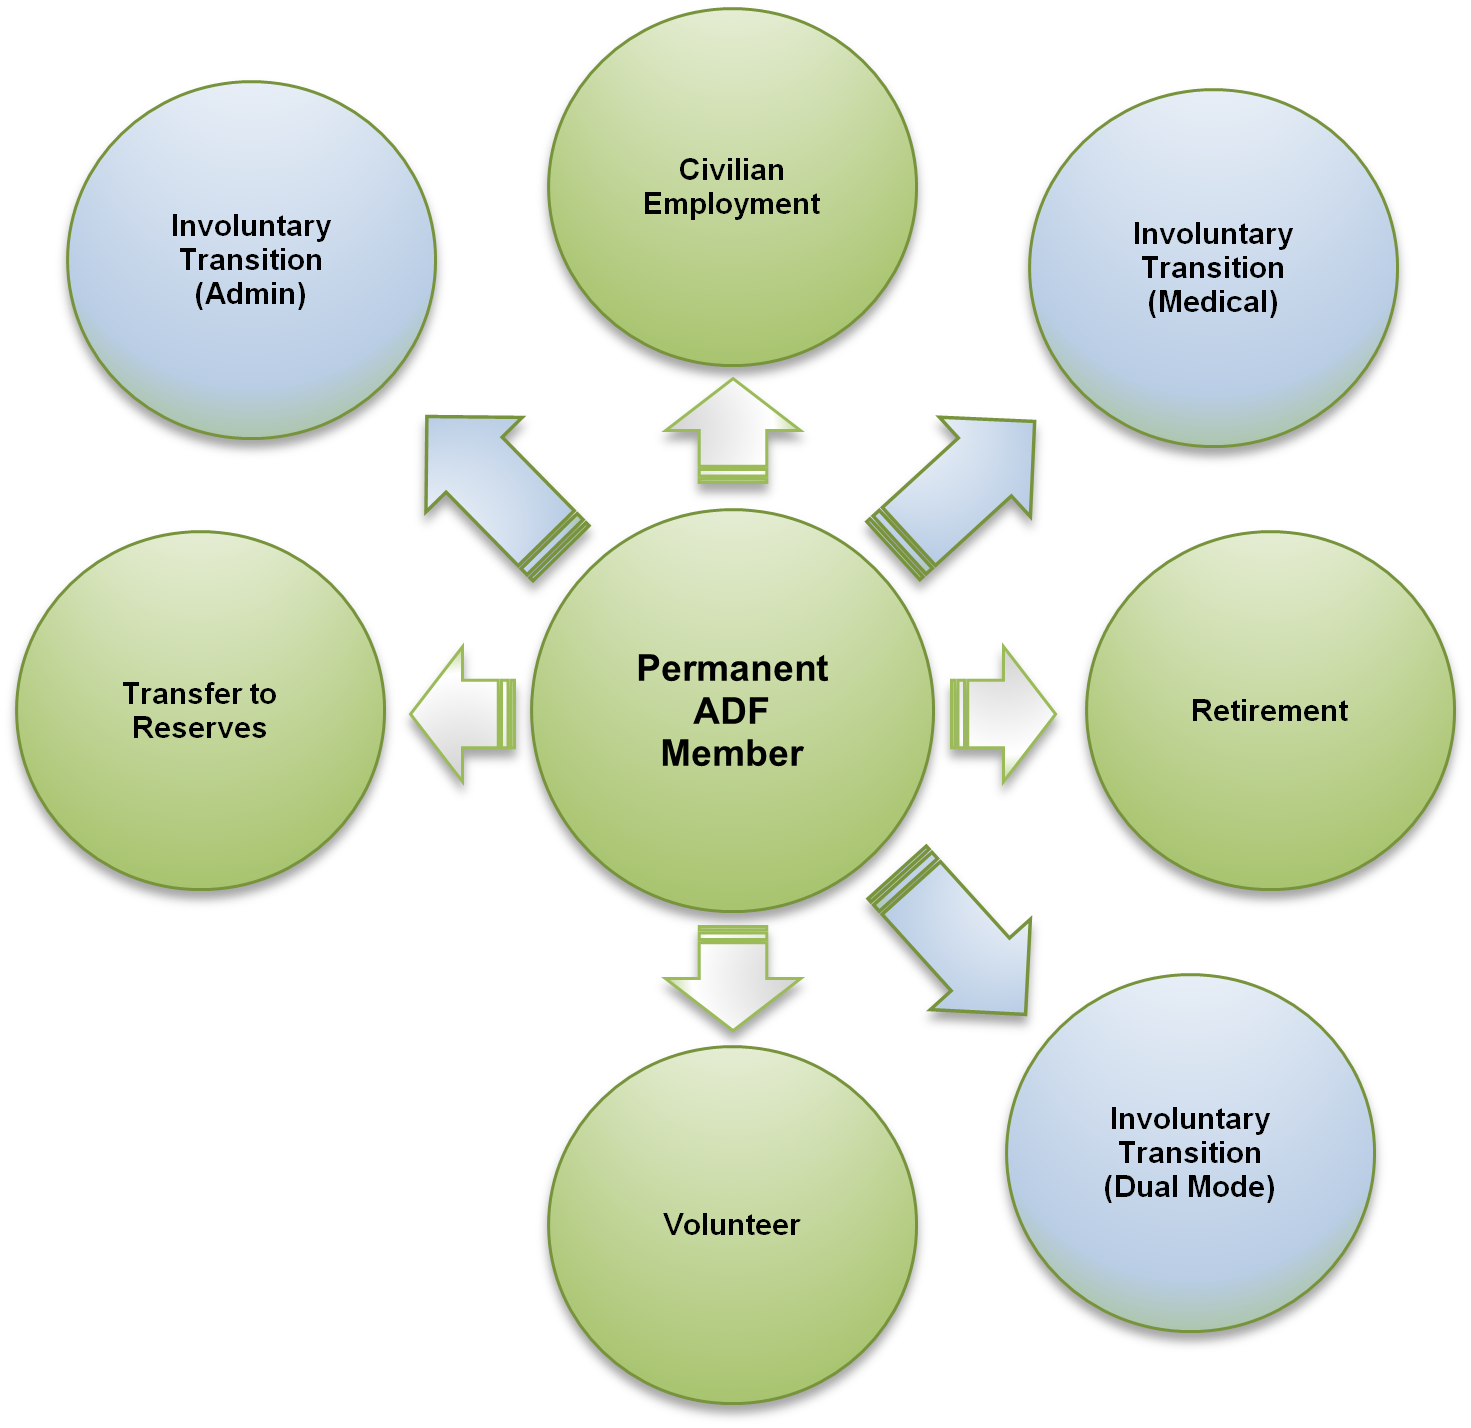 Civilian
Employment
Involuntary
Transition
(Admin)
Involuntary
Transition
(Medical)
Transfer to
Reserves
Permanent
ADF
Member
Retirement
Involuntary
Transition
(Dual Mode)
Volunteer